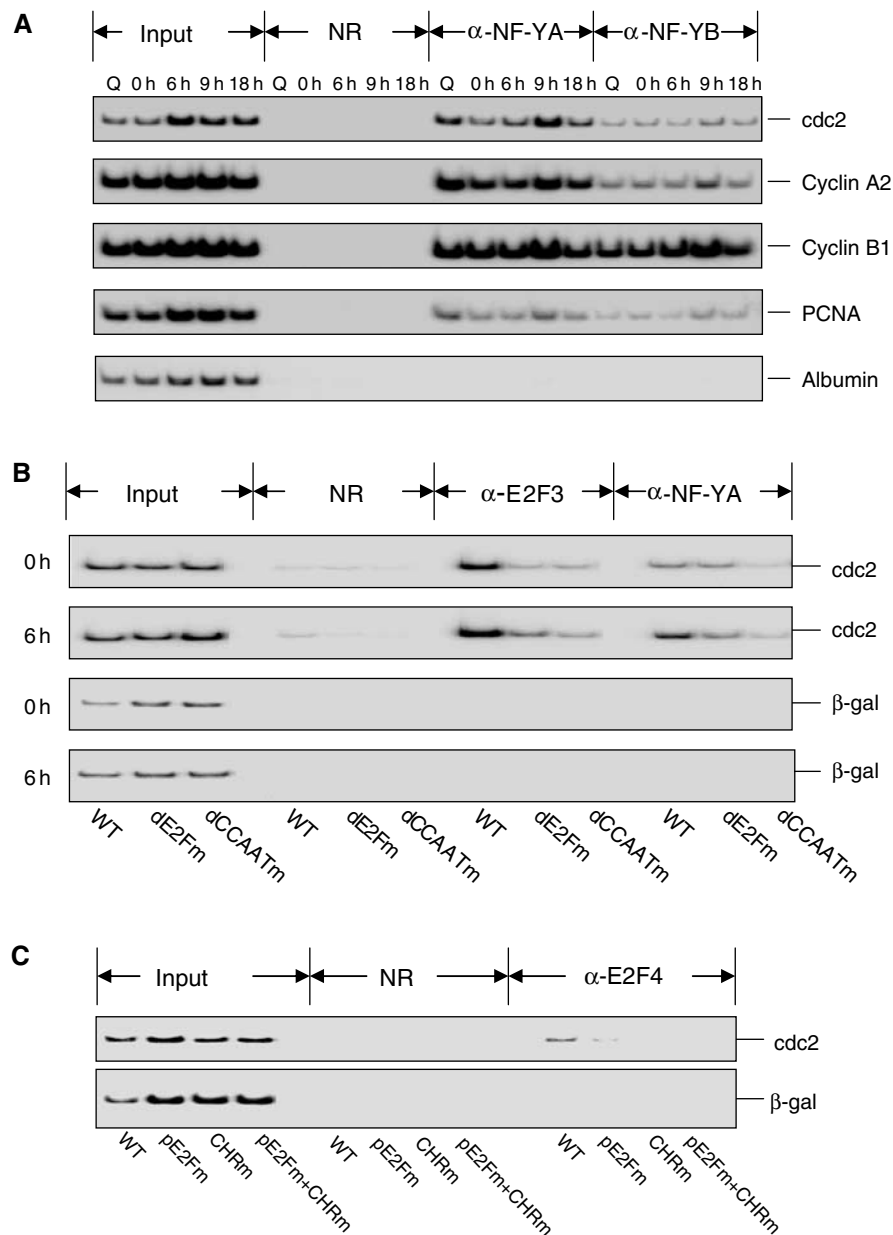 A
Input NR α-NF-YA α-NF-YB
Q 0 h 6 h 9 h 18 h Q 0 h 6 h 9 h 18 h Q 0 h 6 h 9 h 18 h Q 0 h 6 h 9 h 18 h
cdc2
Cyclin A2
Cyclin B1
PCNA
Albumin
B
Input NR α-E2F3 α-NF-YA
0 h cdc2
6 h cdc2
0 h β-gal
6 h β-gal
WT dE2Fm dCCAATm WT dE2Fm dCCAATm WT dE2Fm dCCAATm WT dE2Fm dCCAATm
C
Input NR α-E2F4
cdc2
β-gal
WT pE2Fm CHRm pE2Fm+CHRm WT pE2Fm CHRm pE2Fm+CHRm WT pE2Fm CHRm pE2Fm+CHRm